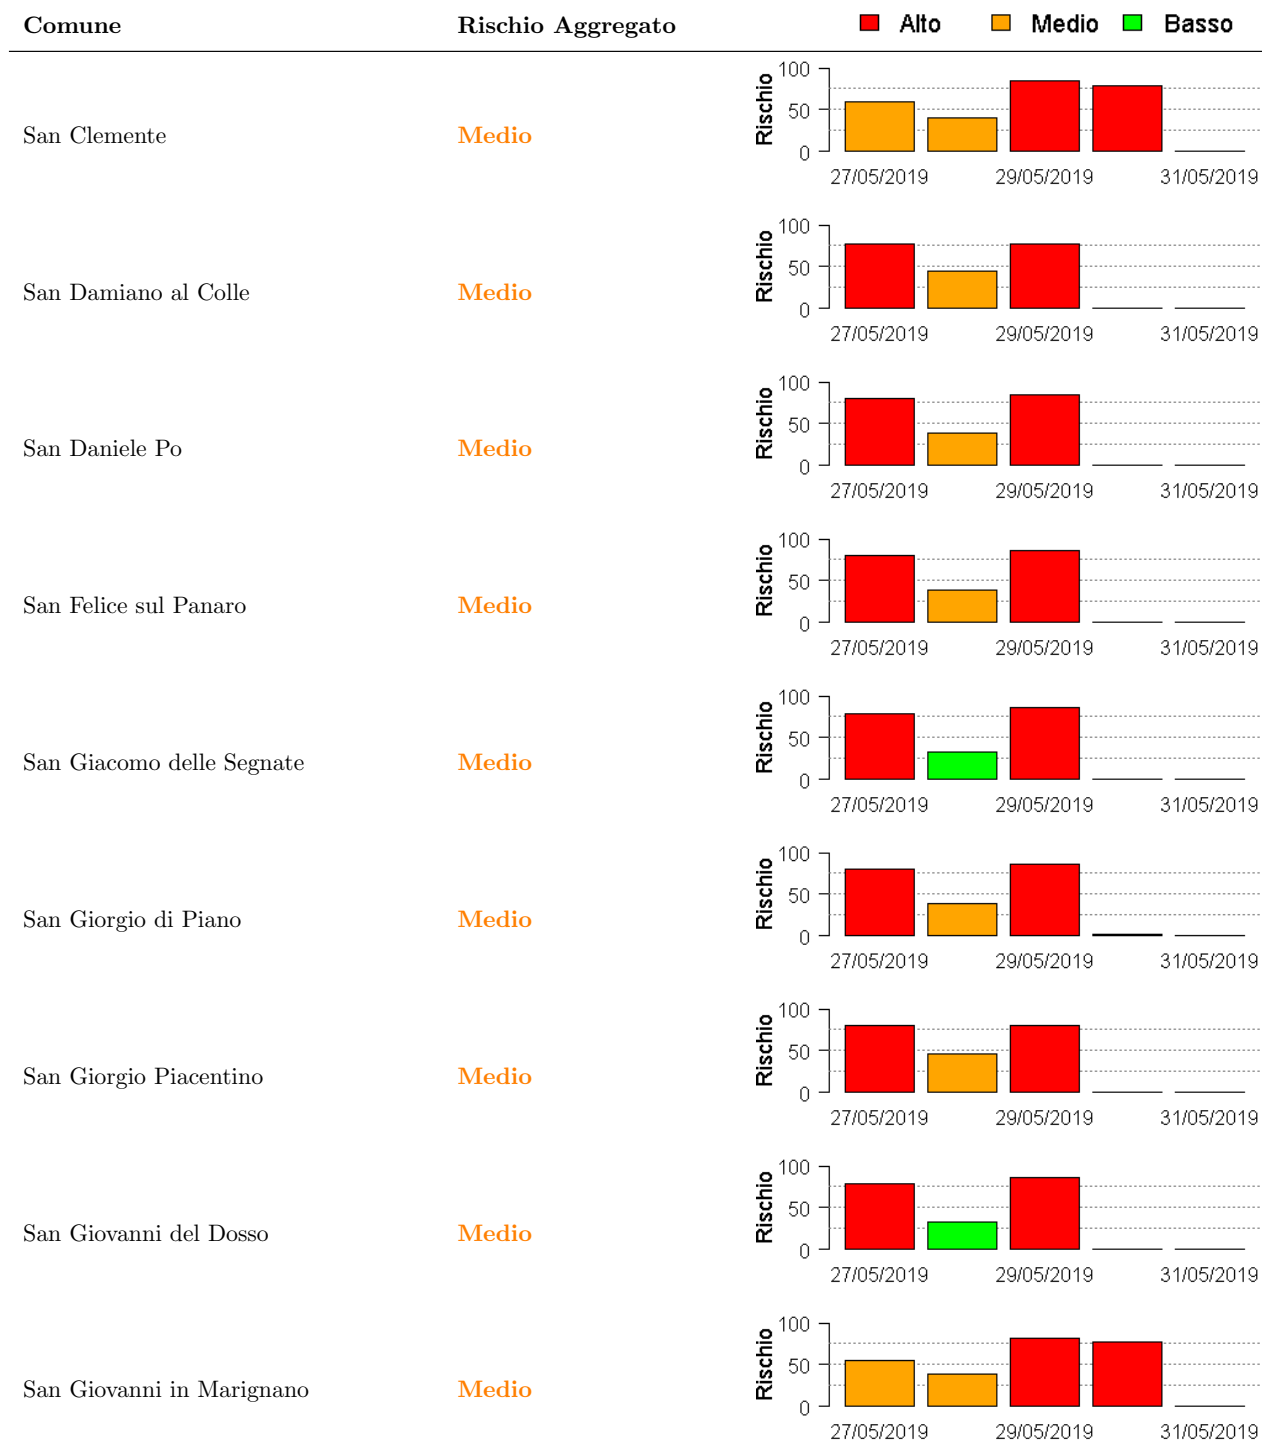 Comune Rischio Aggregato Alto Medio Basso
San Clemente Medio Rischio 100 50 0
27/05/2019 29/05/2019 31/05/2019
San Damiano al Colle Medio Rischio 100 50 0
27/05/2019 29/05/2019 31/05/2019
San Daniele Po Medio Rischio 100 50 0
27/05/2019 29/05/2019 31/05/2019
San Felice sul Panaro Medio Rischio 100 50 0
27/05/2019 29/05/2019 31/05/2019
San Giacomo delle Segnate Medio Rischio 100 50 0
27/05/2019 29/05/2019 31/05/2019
San Giorgio di Piano Medio Rischio 100 50 0
27/05/2019 29/05/2019 31/05/2019
San Giorgio Piacentino Medio Rischio 100 50 0
27/05/2019 29/05/2019 31/05/2019
San Giovanni del Dosso Medio Rischio 100 50 0
27/05/2019 29/05/2019 31/05/2019
San Giovanni in Marignano Medio Rischio 100 50 0
27/05/2019 29/05/2019 31/05/2019